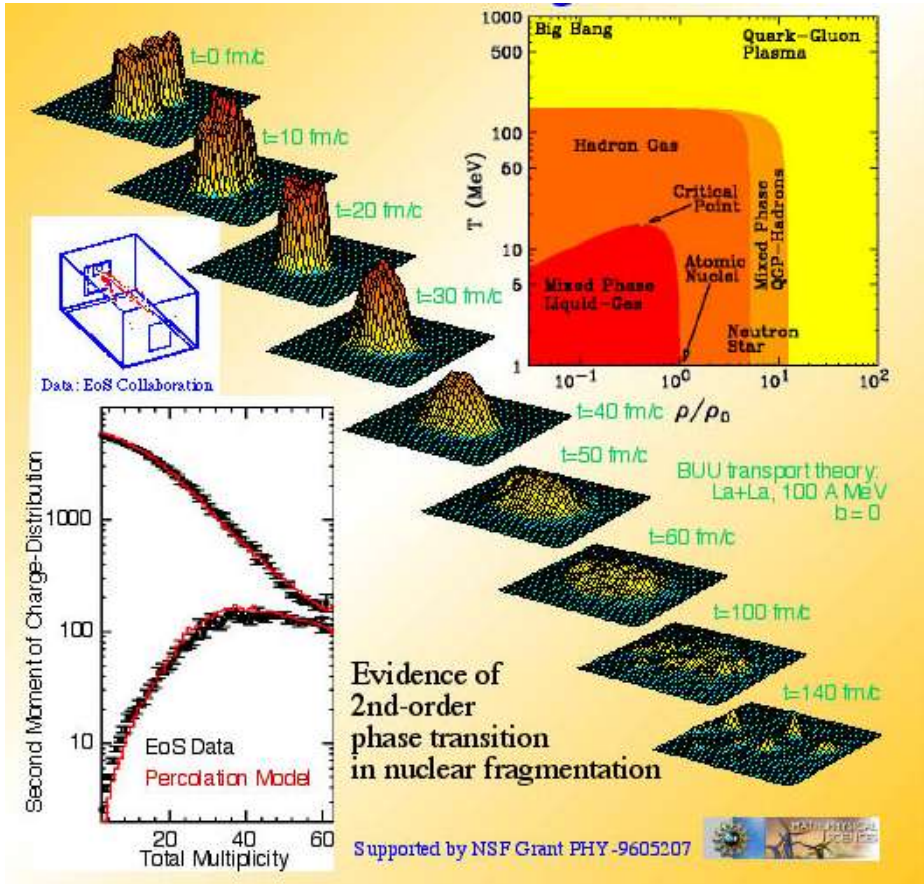 t=0 fm/c
t=10 fm/c
t=20 fm/c
t=30 fm/c
t=40 fm/c
t=50 fm/c
t=60 fm/c
t=100 fm/c
t=140 fm/c
Big Bang
Quark-Gluon
Plasma
Hadron Gas
Critical
Point
Mixed Phase
QGP-Hadrons
Atomic
Nuclei
Mixed Phase
Liquid-Gas
Neutron
Star
T (MeV)
1000
500
100
50
10
5
1
10⁻¹
10⁰
10¹
10²
ρ/ρ₀
Data: EoS Collaboration
BUU transport theory:
La+La, 100 A MeV
b = 0
Second Moment of Charge-Distribution
1000
100
10
EoS Data
Percolation Model
20
40
60
Total Multiplicity
Evidence of
2nd-order
phase transition
in nuclear fragmentation
Supported by NSF Grant PHY-9605207
SCIENCES